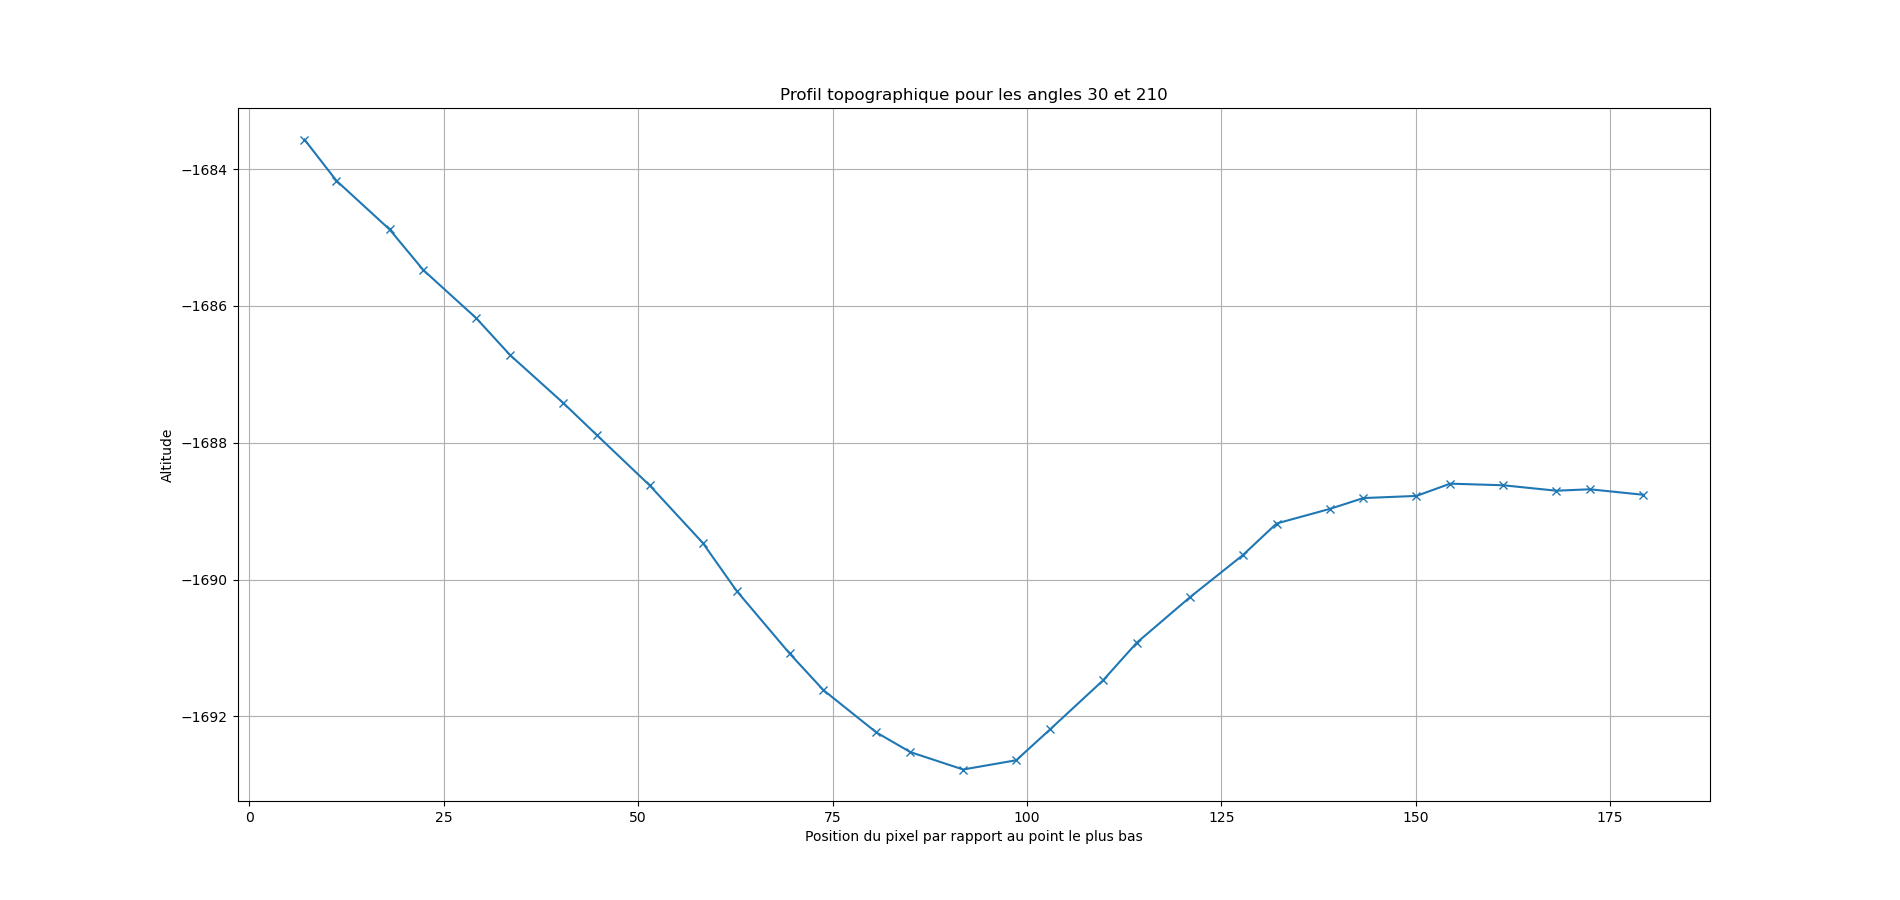 Profil topographique pour les angles 30 et 210
−1684
−1686
−1688
−1690
−1692
Altitude
0 25 50 75 100 125 150 175
Position du pixel par rapport au point le plus bas